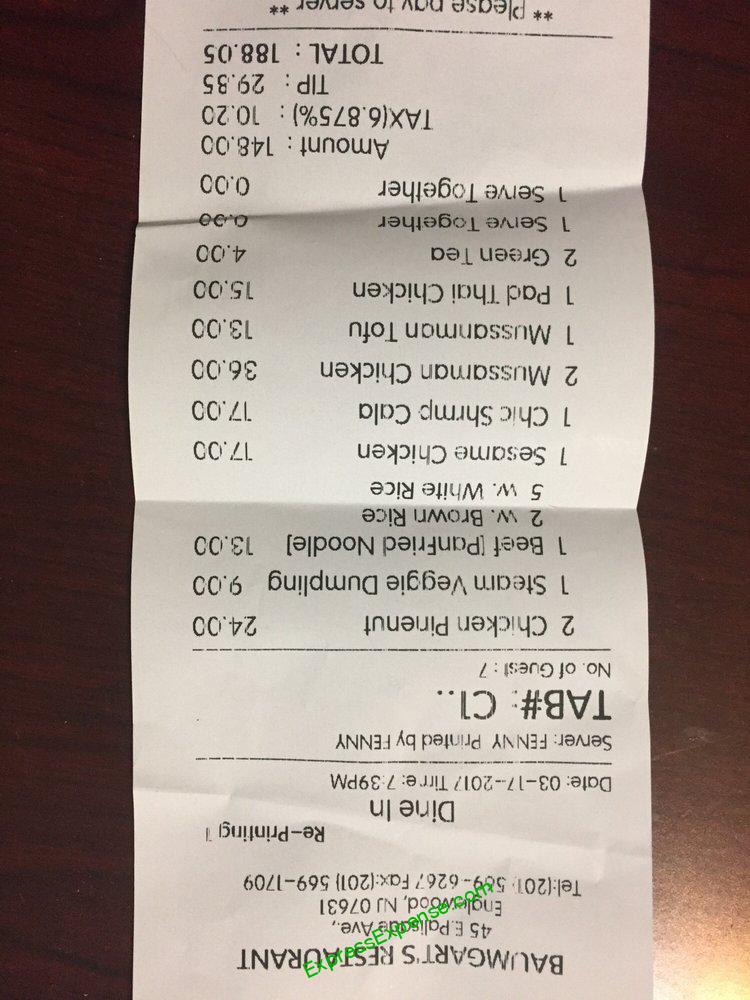 BAUMGART'S RESTAURANT
45 E.Palisade Ave.,
Englewood, NJ 07631
Tel:(201) 569-6267 Fax:(201) 569-1709
Re-Printing 1
Dine In
Date: 03-17-2017 Time: 7:39PM
Server: FENNY Printed by FENNY
TAB#: C1..
No. of Guest : 7
2 Chicken Pinenut 24.00
1 Steam Veggie Dumpling 9.00
1 Beef [Panfried Noodle] 13.00
2 w. Brown Rice
5 w. White Rice
1 Sesame Chicken 17.00
1 Chic Shrmp Cala 17.00
2 Mussaman Chicken 36.00
1 Mussanman Tofu 13.00
1 Pad Thai Chicken 15.00
2 Green Tea 4.00
1 Serve Together 0.00
1 Serve Together 0.00
Amount : 148.00
TAX(6.875%) : 10.20
TIP : 29.85
TOTAL : 188.05
** Please pay to server **
ExpressExpense.com